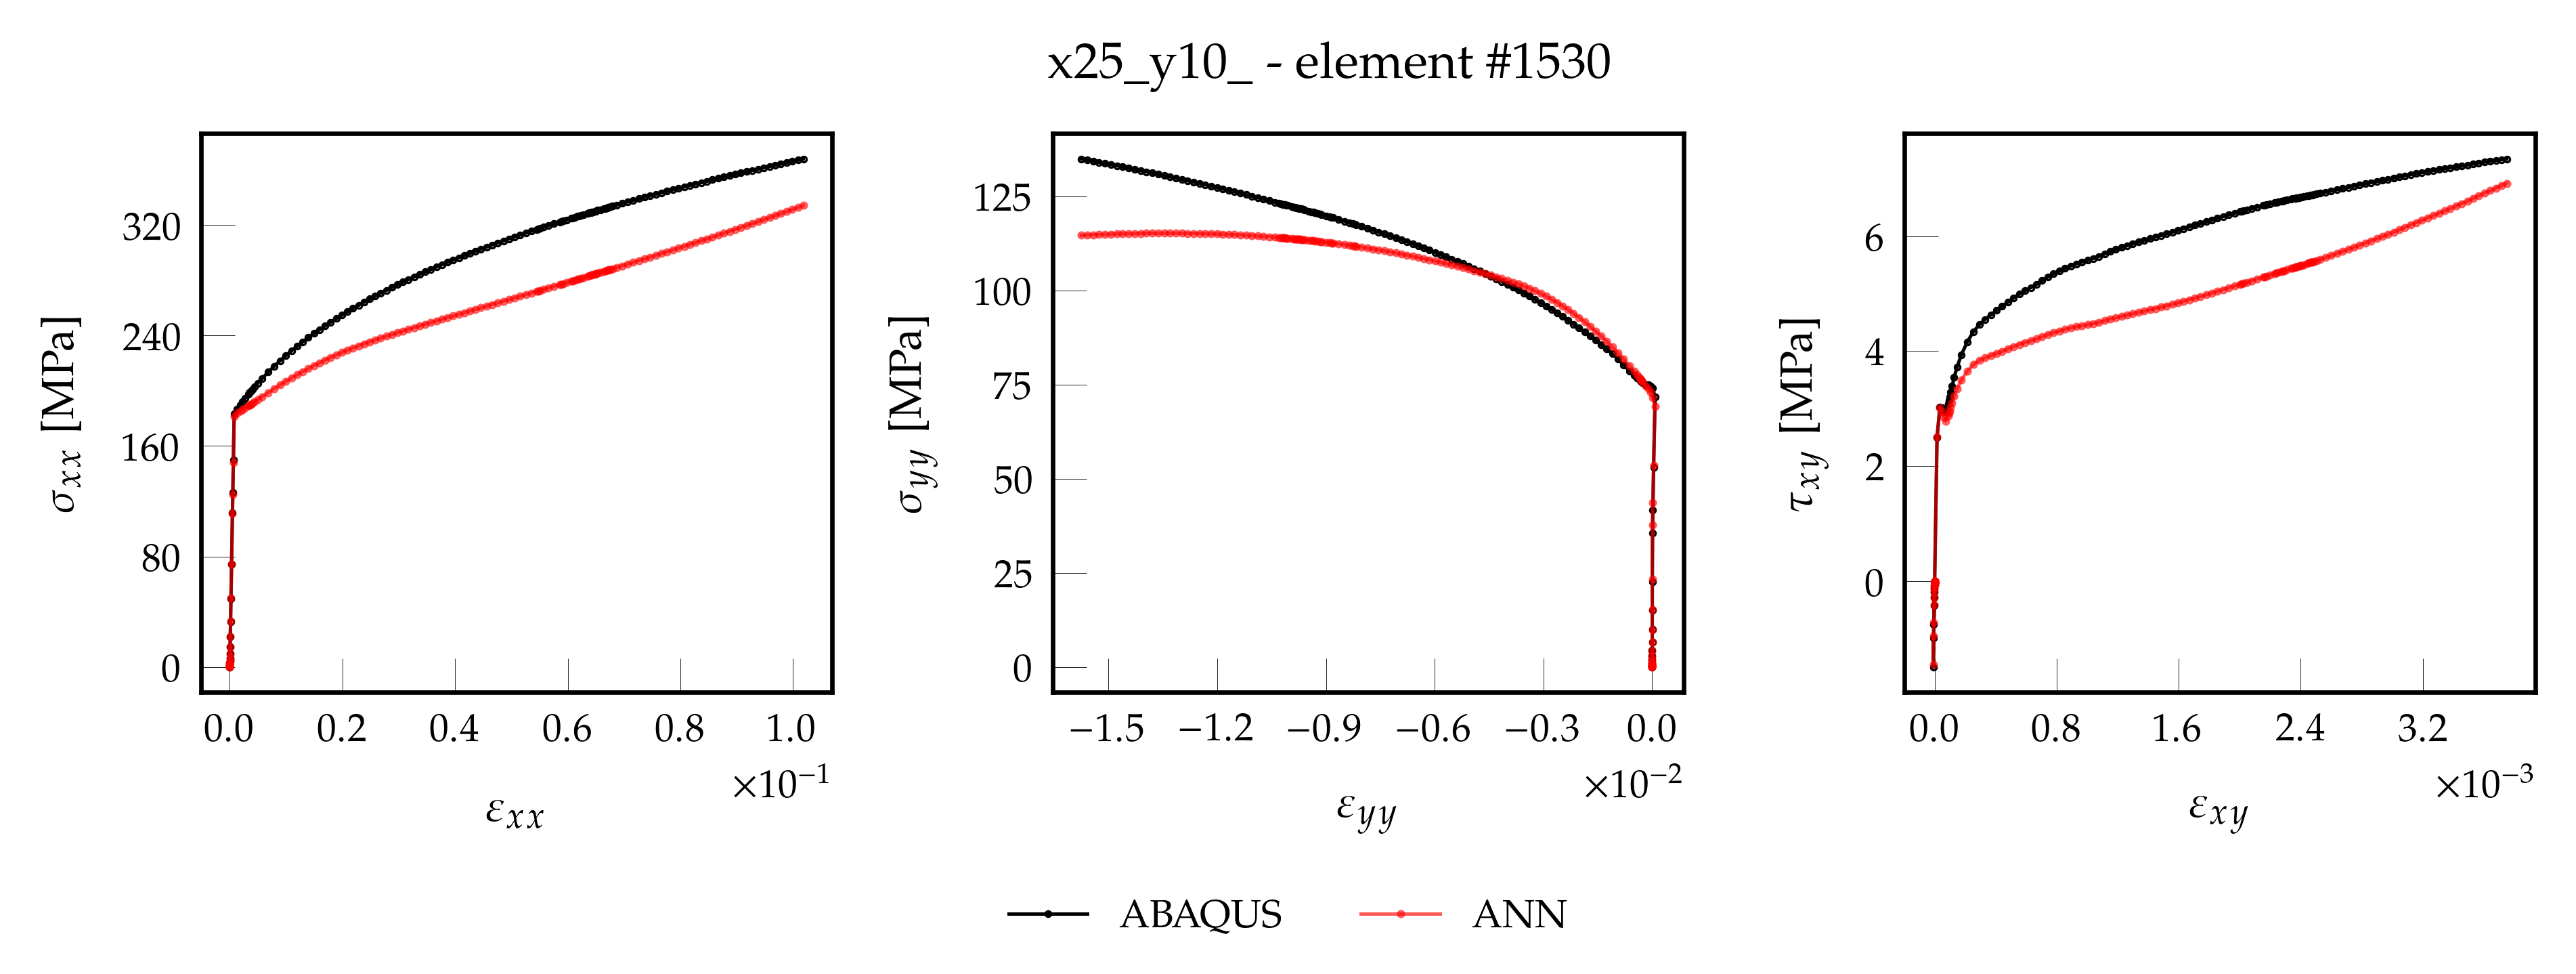 x25_y10_ - element #1530
σxx [MPa]
320
240
160
80
0
0.0 0.2 0.4 0.6 0.8 1.0
×10−1
εxx
σyy [MPa]
125
100
75
50
25
0
−1.5 −1.2 −0.9 −0.6 −0.3 0.0
×10−2
εyy
τxy [MPa]
6
4
2
0
0.0 0.8 1.6 2.4 3.2
×10−3
εxy
ABAQUS ANN